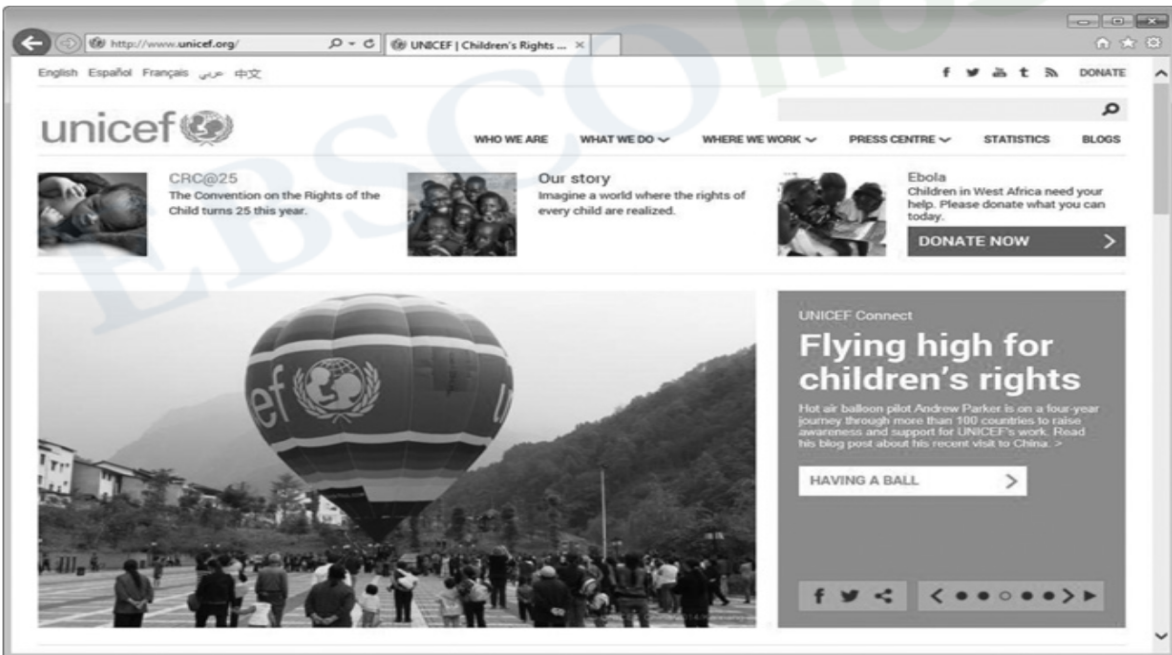 http://www.unicef.org/
UNICEF | Children's Rights ...
English Español Français عربي 中文
DONATE
unicef
WHO WE ARE WHAT WE DO WHERE WE WORK PRESS CENTRE STATISTICS BLOGS
CRC@25
The Convention on the Rights of the
Child turns 25 this year.
Our story
Imagine a world where the rights of
every child are realized.
Ebola
Children in West Africa need your
help. Please donate what you can
today.
DONATE NOW
UNICEF Connect
Flying high for
children's rights
Hot air balloon pilot Andrew Parker is on a four-year
journey through more than 100 countries to raise
awareness and support for UNICEF's work. Read
his blog post about his recent visit to China. >
HAVING A BALL
ef
u
EBSCOhos